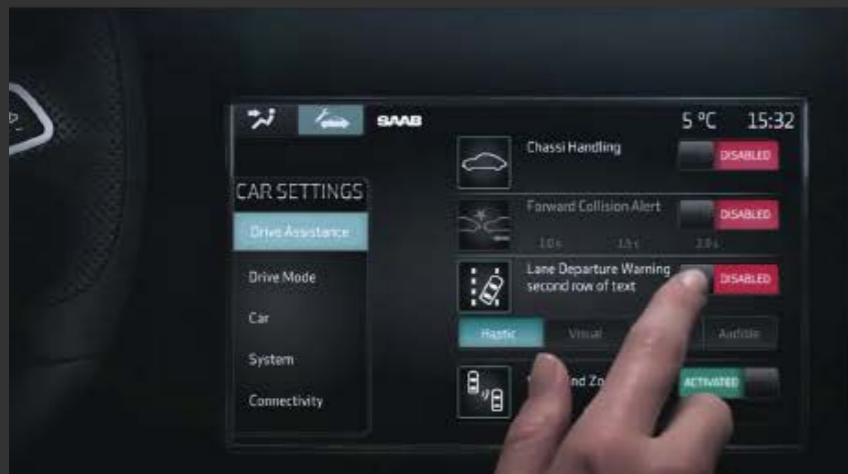 SAAB
5 °C 15:32
CAR SETTINGS
Drive Assistance
Drive Mode
Car
System
Connectivity
Chassi Handling
DISABLED
Forward Collision Alert
DISABLED
1.0 s 1.5 s 2.0 s
Lane Departure Warning
second row of text
DISABLED
Haptic Visual Audible
ACTIVATED